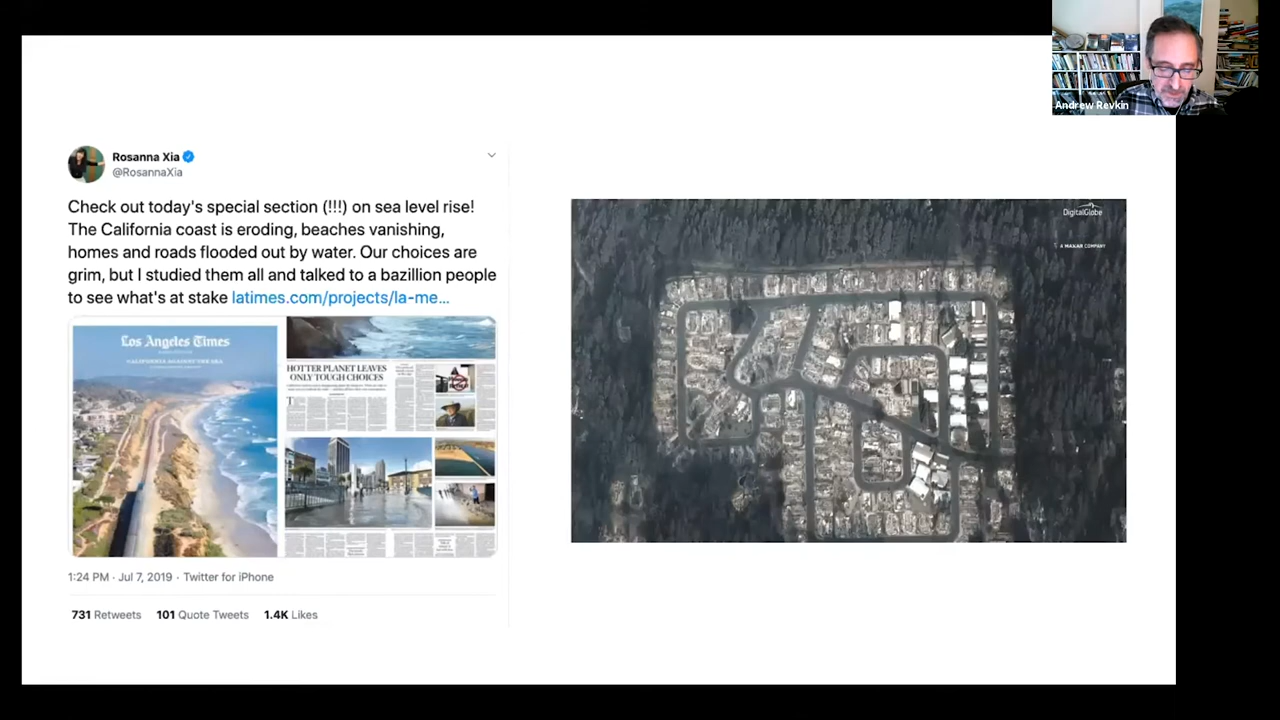 Andrew Revkin
Rosanna Xia
@RosannaXia
Check out today's special section (!!!) on sea level rise!
The California coast is eroding, beaches vanishing,
homes and roads flooded out by water. Our choices are
grim, but I studied them all and talked to a bazillion people
to see what's at stake latimes.com/projects/la-me...
Los Angeles Times
CALIFORNIA AGAINST THE SEA
HOTTER PLANET LEAVES
ONLY TOUGH CHOICES
1:24 PM · Jul 7, 2019 · Twitter for iPhone
731 Retweets 101 Quote Tweets 1.4K Likes
DigitalGlobe
A MAXAR COMPANY